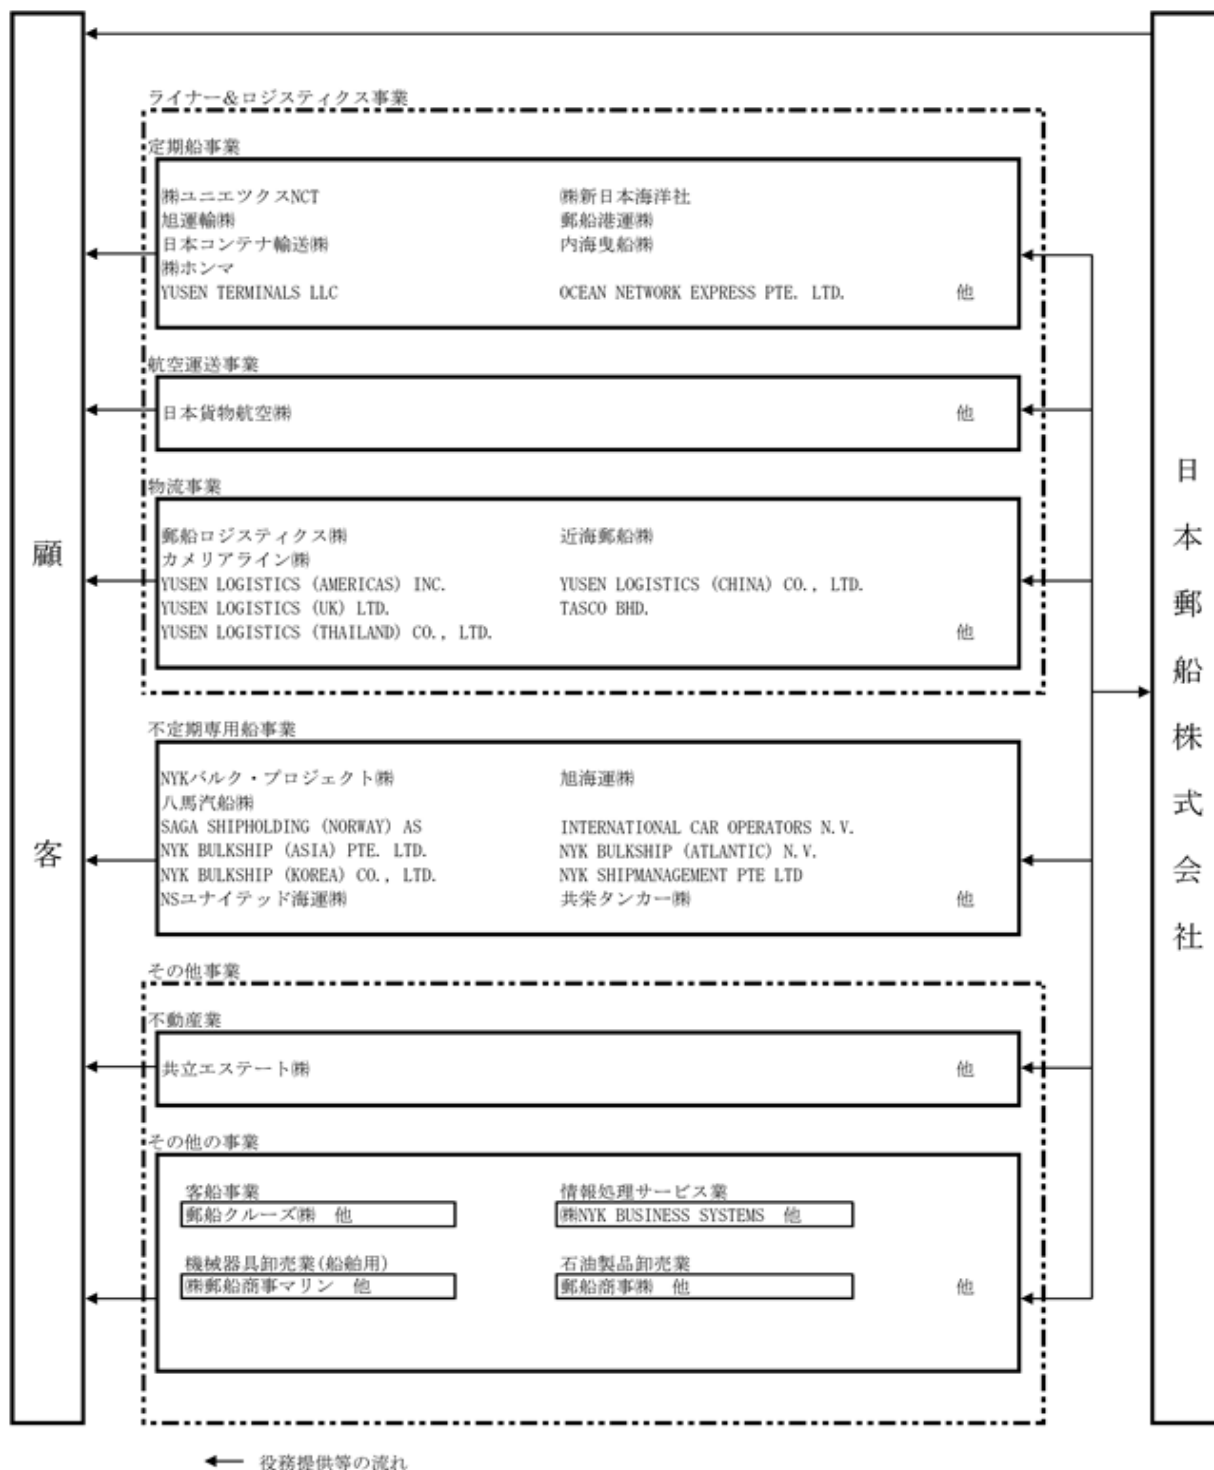 ライナー&ロジスティクス事業
定期船事業
㈱ユニエツクスNCT ㈱新日本海洋社
旭運輸㈱ 郵船港運㈱
日本コンテナ輸送㈱ 内海曳船㈱
㈱ホンマ
YUSEN TERMINALS LLC OCEAN NETWORK EXPRESS PTE. LTD. 他
航空運送事業
日本貨物航空㈱ 他
物流事業
郵船ロジスティクス㈱ 近海郵船㈱
カメリアライン㈱
YUSEN LOGISTICS (AMERICAS) INC. YUSEN LOGISTICS (CHINA) CO., LTD.
YUSEN LOGISTICS (UK) LTD. TASCO BHD.
YUSEN LOGISTICS (THAILAND) CO., LTD. 他
不定期専用船事業
NYKバルク・プロジェクト㈱ 旭海運㈱
八馬汽船㈱
SAGA SHIPHOLDING (NORWAY) AS INTERNATIONAL CAR OPERATORS N.V.
NYK BULKSHIP (ASIA) PTE. LTD. NYK BULKSHIP (ATLANTIC) N.V.
NYK BULKSHIP (KOREA) CO., LTD. NYK SHIPMANAGEMENT PTE LTD
NSユナイテッド海運㈱ 共栄タンカー㈱ 他
その他事業
不動産業
共立エステート㈱ 他
その他の事業
客船事業 情報処理サービス業
郵船クルーズ㈱ 他 ㈱NYK BUSINESS SYSTEMS 他
機械器具卸売業(船舶用) 石油製品卸売業
㈱郵船商事マリン 他 郵船商事㈱ 他 他
顧客
日本郵船株式会社
役務提供等の流れ